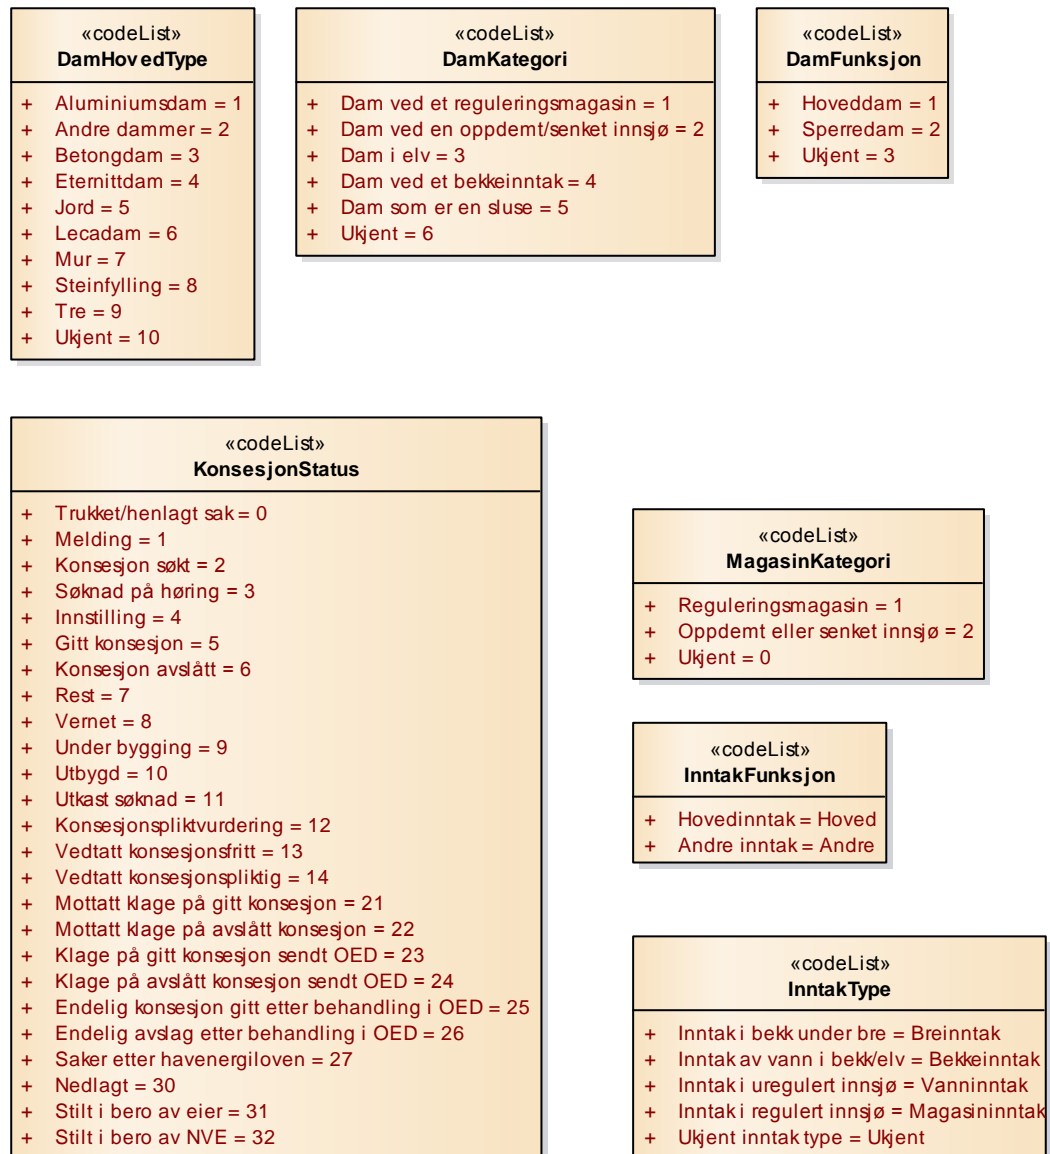 «codeList»
DamHovedType
+ Aluminiumsdam = 1
+ Andre dammer = 2
+ Betongdam = 3
+ Eternittdam = 4
+ Jord = 5
+ Lecadam = 6
+ Mur = 7
+ Steinfylling = 8
+ Tre = 9
+ Ukjent = 10
«codeList»
DamKategori
+ Dam ved et reguleringsmagasin = 1
+ Dam ved en oppdemt/senket innsjø = 2
+ Dam i elv = 3
+ Dam ved et bekkeinntak = 4
+ Dam som er en sluse = 5
+ Ukjent = 6
«codeList»
DamFunksjon
+ Hoveddam = 1
+ Sperredam = 2
+ Ukjent = 3
«codeList»
KonsesjonStatus
+ Trukket/henlagt sak = 0
+ Melding = 1
+ Konsesjon søkt = 2
+ Søknad på høring = 3
+ Innstilling = 4
+ Gitt konsesjon = 5
+ Konsesjon avslått = 6
+ Rest = 7
+ Vernet = 8
+ Under bygging = 9
+ Utbygd = 10
+ Utkast søknad = 11
+ Konsesjonspliktvurdering = 12
+ Vedtatt konsesjonsfritt = 13
+ Vedtatt konsesjonspliktig = 14
+ Mottatt klage på gitt konsesjon = 21
+ Mottatt klage på avslått konsesjon = 22
+ Klage på gitt konsesjon sendt OED = 23
+ Klage på avslått konsesjon sendt OED = 24
+ Endelig konsesjon gitt etter behandling i OED = 25
+ Endelig avslag etter behandling i OED = 26
+ Saker etter havenergiloven = 27
+ Nedlagt = 30
+ Stilt i bero av eier = 31
+ Stilt i bero av NVE = 32
«codeList»
MagasinKategori
+ Reguleringsmagasin = 1
+ Oppdemt eller senket innsjø = 2
+ Ukjent = 0
«codeList»
InntakFunksjon
+ Hovedinntak = Hoved
+ Andre inntak = Andre
«codeList»
InntakType
+ Inntak i bekk under bre = Breinntak
+ Inntak av vann i bekk/elv = Bekkeinntak
+ Inntak i uregulert innsjø = Vanninntak
+ Inntak i regulert innsjø = Magasininntak
+ Ukjent inntak type = Ukjent